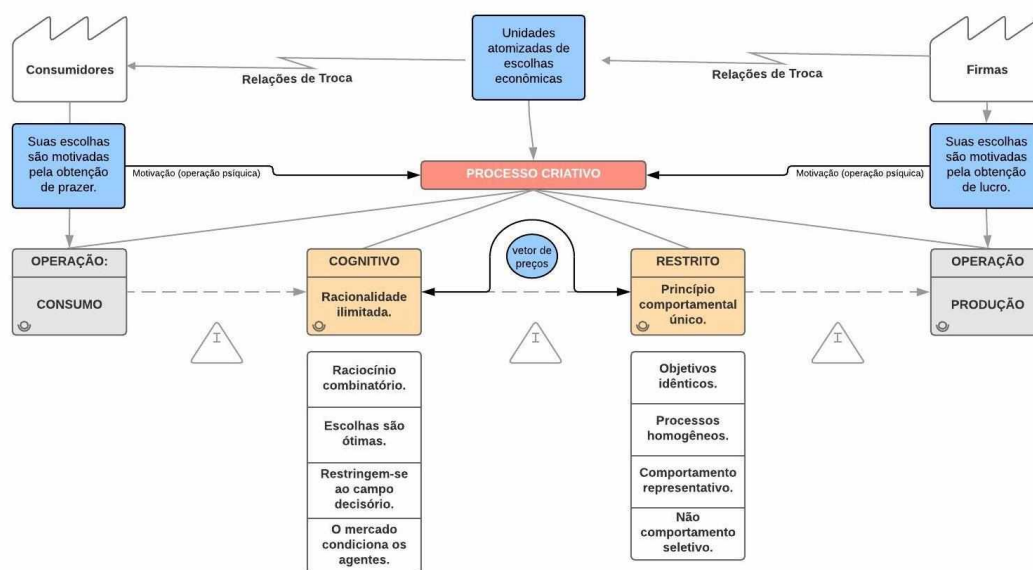 Consumidores
Relações de Troca
Unidades
atomizadas de
escolhas
econômicas
Relações de Troca
Firmas
Suas escolhas
são motivadas
pela obtenção
de prazer.
Motivação (operação psíquica)
PROCESSO CRIATIVO
Motivação (operação psíquica)
Suas escolhas
são motivadas
pela obtenção
de lucro.
OPERAÇÃO:
CONSUMO
COGNITIVO
Racionalidade
ilimitada.
vetor de
preços
RESTRITO
Princípio
comportamental
único.
OPERAÇÃO
PRODUÇÃO
I
I
I
Raciocínio
combinatório.
Escolhas são
ótimas.
Restringem-se
ao campo
decisório.
O mercado
condiciona os
agentes.
Objetivos
idênticos.
Processos
homogêneos.
Comportamento
representativo.
Não
comportamento
seletivo.